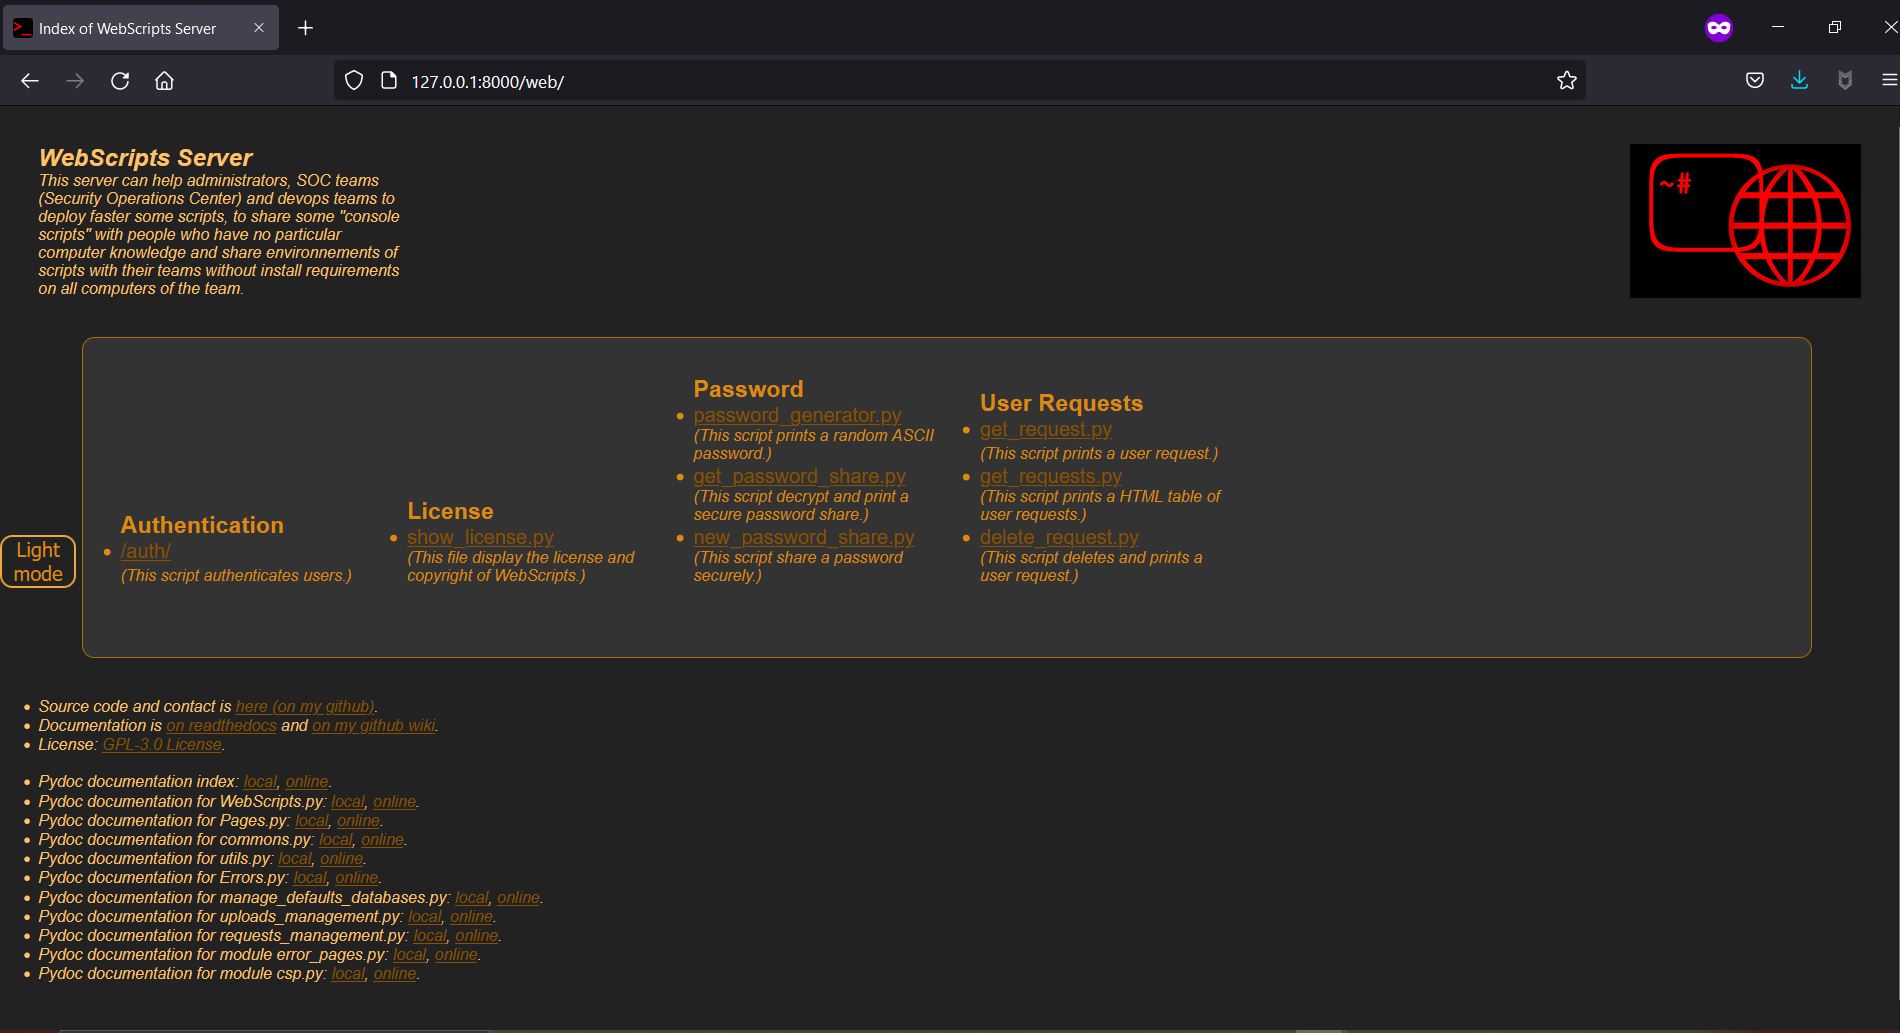 Index of WebScripts Server
127.0.0.1:8000/web/
WebScripts Server
This server can help administrators, SOC teams
(Security Operations Center) and devops teams to
deploy faster some scripts, to share some "console
scripts" with people who have no particular
computer knowledge and share environnements of
scripts with their teams without install requirements
on all computers of the team.
~#
Light
mode
Authentication
/auth/
(This script authenticates users.)
License
show_license.py
(This file display the license and
copyright of WebScripts.)
Password
password_generator.py
(This script prints a random ASCII
password.)
get_password_share.py
(This script decrypt and print a
secure password share.)
new_password_share.py
(This script share a password
securely.)
User Requests
get_request.py
(This script prints a user request.)
get_requests.py
(This script prints a HTML table of
user requests.)
delete_request.py
(This script deletes and prints a
user request.)
Source code and contact is here (on my github).
Documentation is on readthedocs and on my github wiki.
License: GPL-3.0 License.
Pydoc documentation index: local, online.
Pydoc documentation for WebScripts.py: local, online.
Pydoc documentation for Pages.py: local, online.
Pydoc documentation for commons.py: local, online.
Pydoc documentation for utils.py: local, online.
Pydoc documentation for Errors.py: local, online.
Pydoc documentation for manage_defaults_databases.py: local, online.
Pydoc documentation for uploads_management.py: local, online.
Pydoc documentation for requests_management.py: local, online.
Pydoc documentation for module error_pages.py: local, online.
Pydoc documentation for module csp.py: local, online.